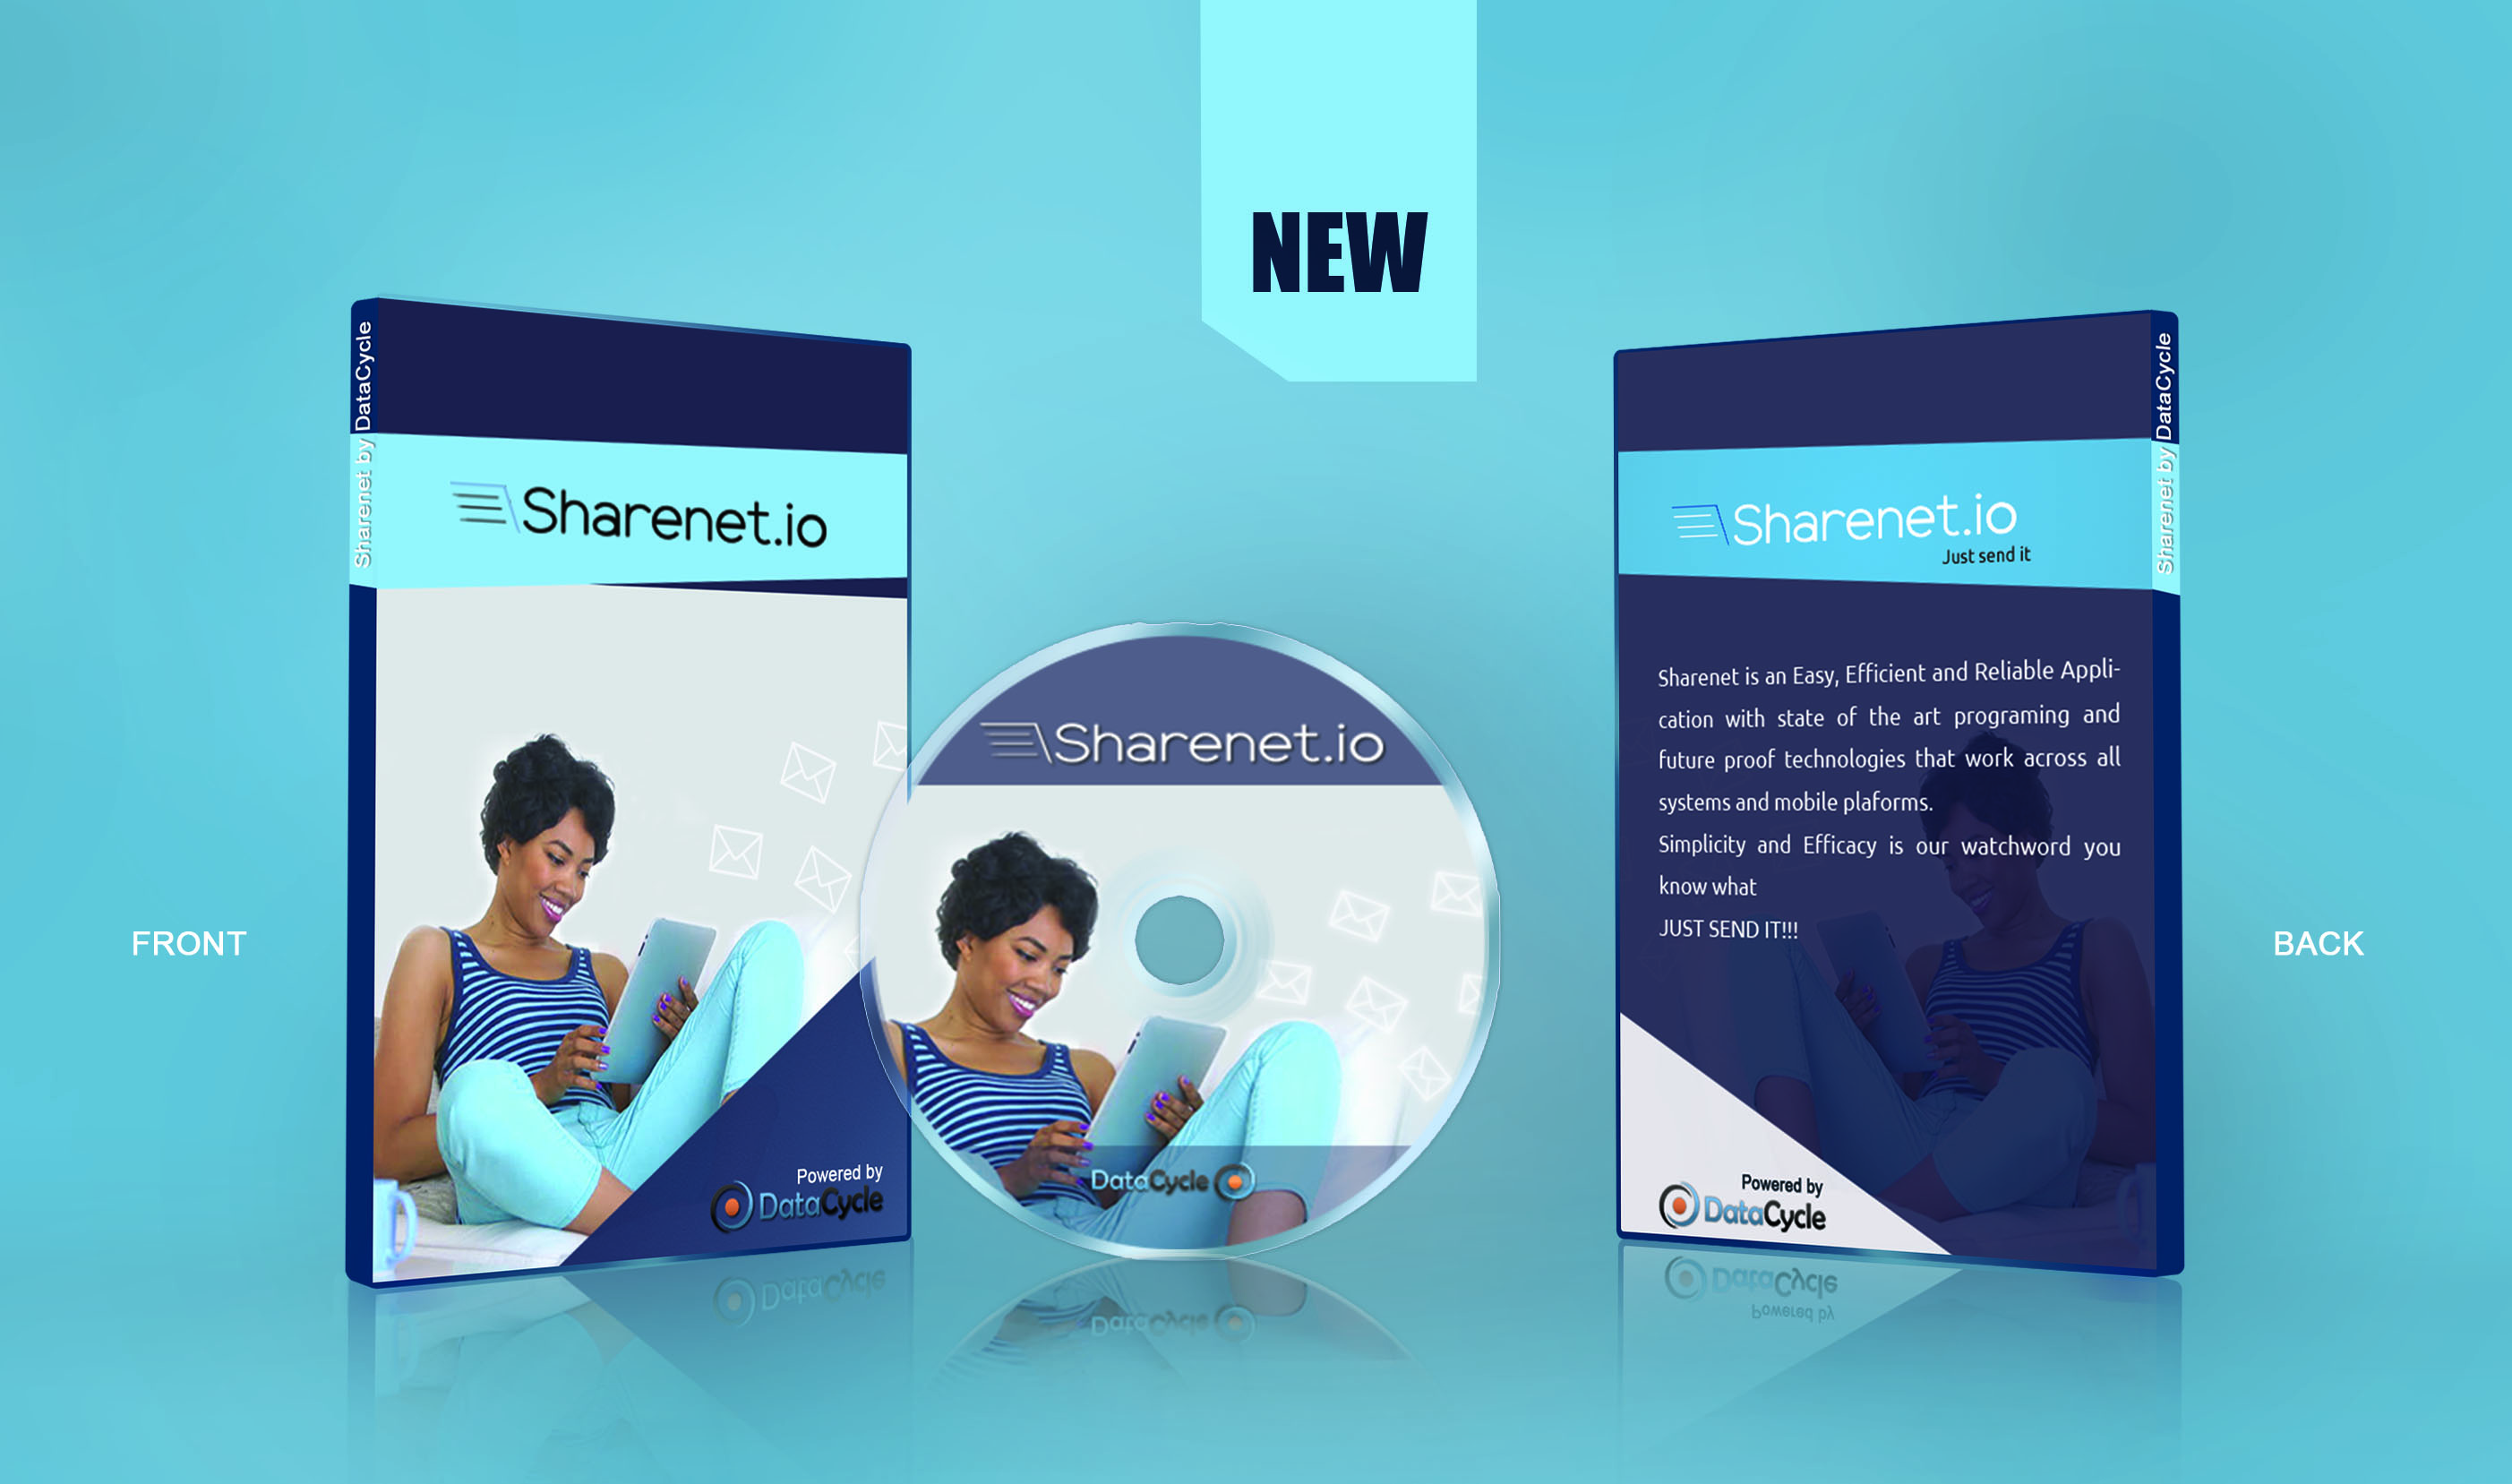 NEW
Sharenet by DataCycle
Sharenet.io
Powered by
DataCycle
FRONT
Sharenet.io
DataCycle
Sharenet.io
Just send it
Sharenet is an Easy, Efficient and Reliable Appli-
cation with state of the art programing and
future proof technologies that work across all
systems and mobile plaforms.
Simplicity and Efficacy is our watchword you
know what
JUST SEND IT!!!
Powered by
DataCycle
Sharenet by DataCycle
BACK